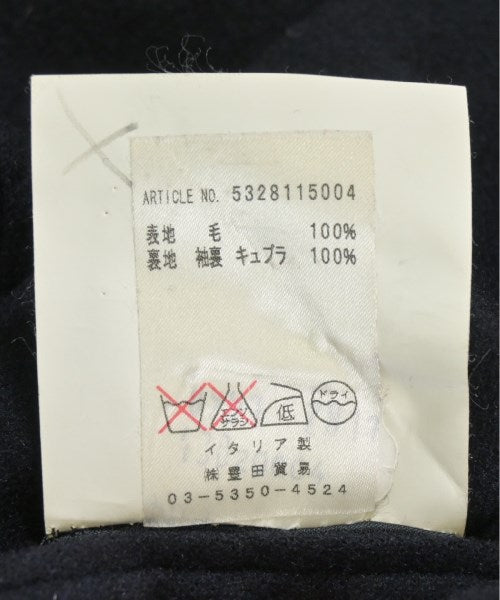 ARTICLE NO. 5328115004
表地 毛 100%
裏地 袖裏 キュプラ 100%
エンソ サラシ 低 ドライ
イタリア製
㈱豊田貿易
03-5350-4524